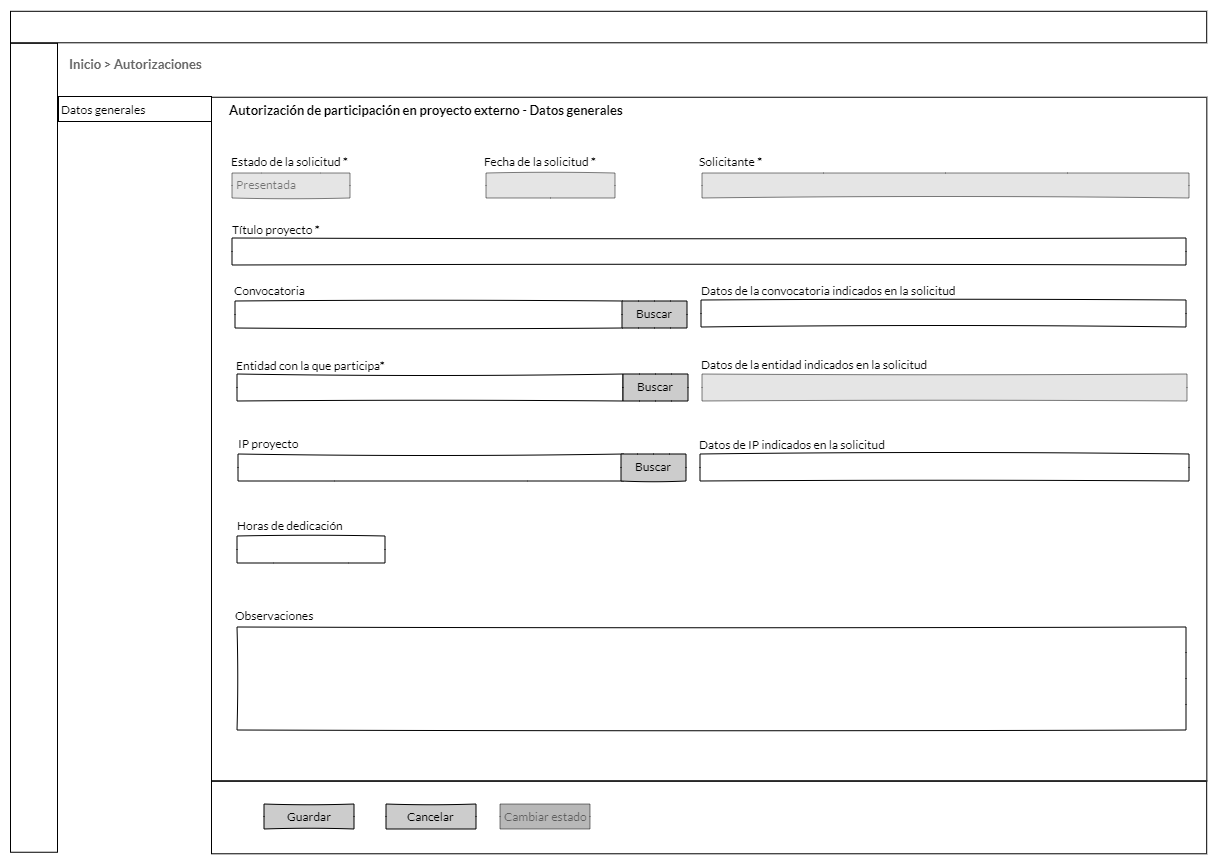 Inicio > Autorizaciones
Datos generales
Autorización de participación en proyecto externo - Datos generales
Estado de la solicitud * Fecha de la solicitud * Solicitante *
Presentada
Título proyecto *
Convocatoria Datos de la convocatoria indicados en la solicitud
Buscar
Entidad con la que participa* Datos de la entidad indicados en la solicitud
Buscar
IP proyecto Datos de IP indicados en la solicitud
Buscar
Horas de dedicación
Observaciones
Guardar Cancelar Cambiar estado